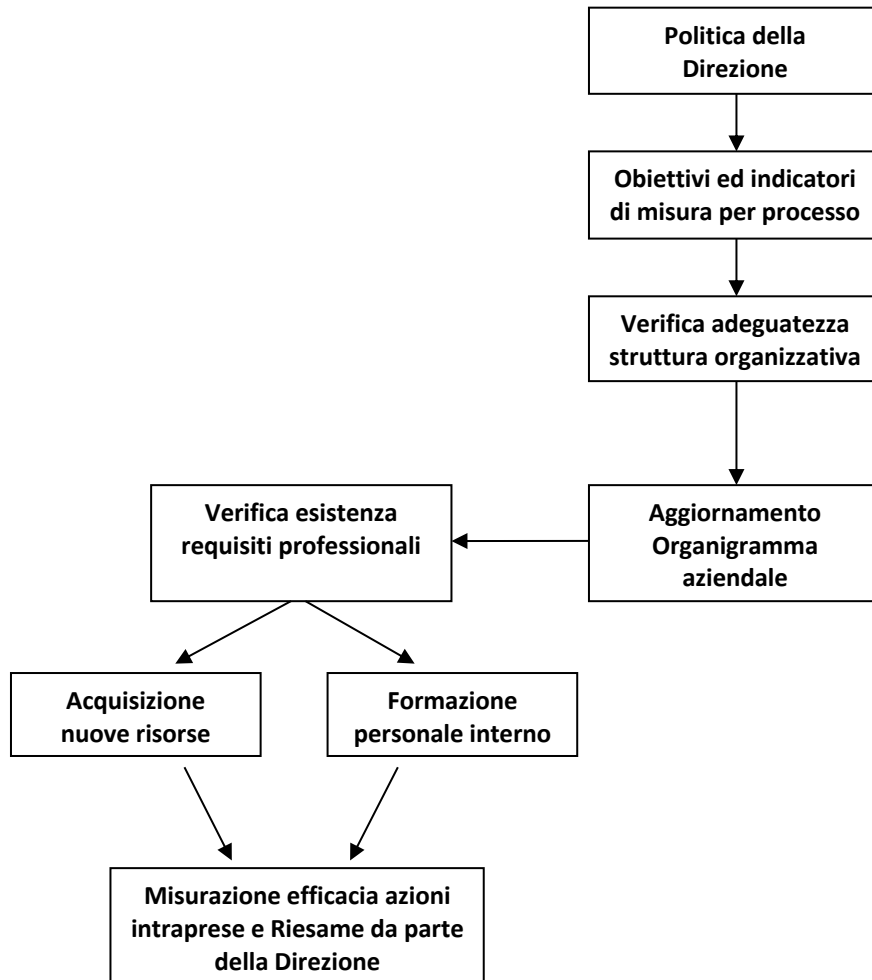 Politica della
Direzione
Obiettivi ed indicatori
di misura per processo
Verifica adeguatezza
struttura organizzativa
Aggiornamento
Organigramma
aziendale
Verifica esistenza
requisiti professionali
Acquisizione
nuove risorse
Formazione
personale interno
Misurazione efficacia azioni
intraprese e Riesame da parte
della Direzione